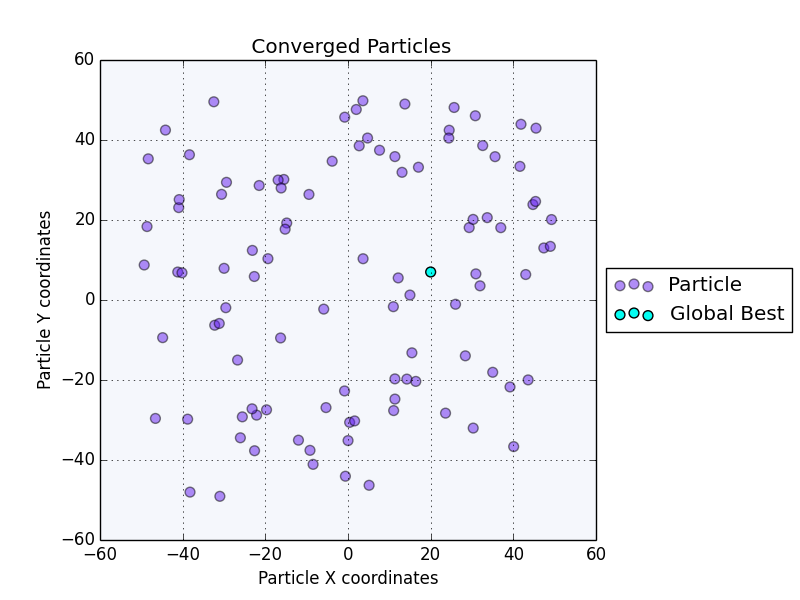 Converged Particles
60
40
20
0
−20
−40
−60
−60 −40 −20 0 20 40 60
Particle X coordinates
Particle Y coordinates
Particle
Global Best